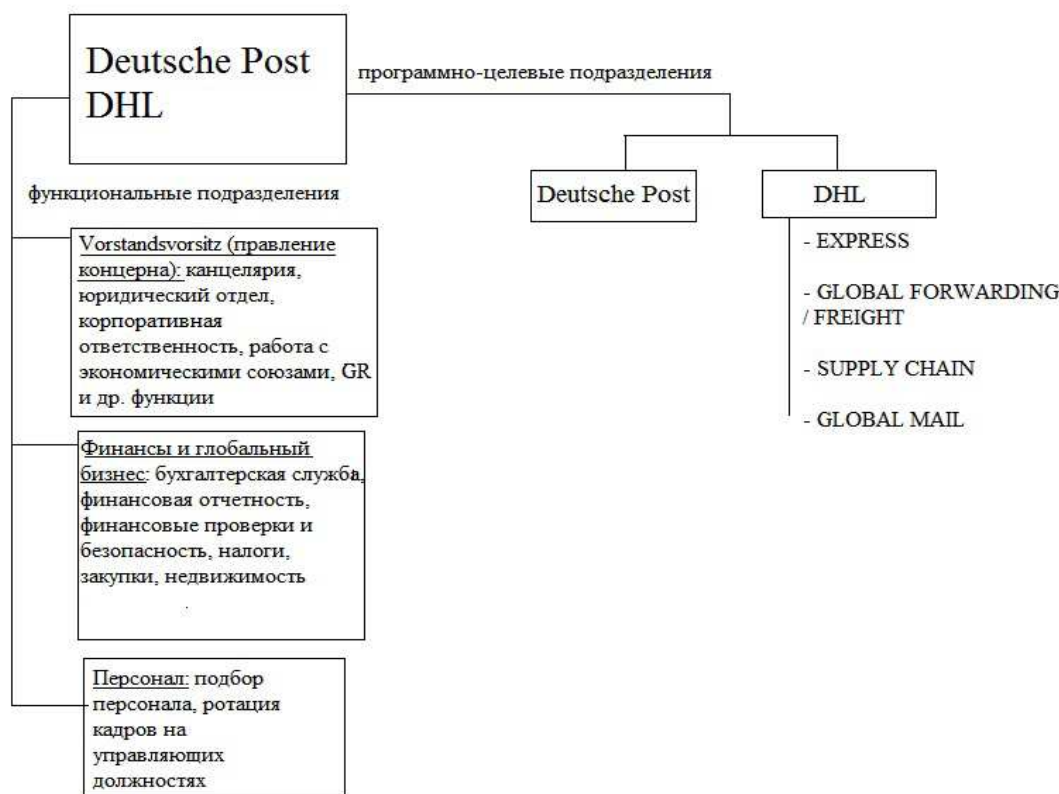 Deutsche Post
DHL
программно-целевые подразделения
функциональные подразделения
Deutsche Post
DHL
- EXPRESS
- GLOBAL FORWARDING
/ FREIGHT
- SUPPLY CHAIN
- GLOBAL MAIL
Vorstandsvorsitz (правление
концерна): канцелярия,
юридический отдел,
корпоративная
ответственность, работа с
экономическими союзами, GR
и др. функции
Финансы и глобальный
бизнес: бухгалтерская служба,
финансовая отчетность,
финансовые проверки и
безопасность, налоги,
закупки, недвижимость
.
Персонал: подбор
персонала, ротация
кадров на
управляющих
должностях